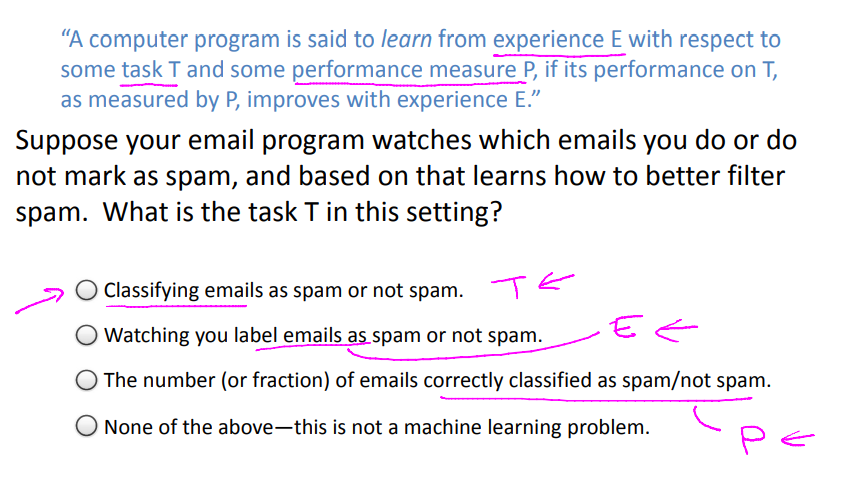 “A computer program is said to learn from experience E with respect to
some task T and some performance measure P, if its performance on T,
as measured by P, improves with experience E.”
Suppose your email program watches which emails you do or do
not mark as spam, and based on that learns how to better filter
spam. What is the task T in this setting?
Classifying emails as spam or not spam. T ←
Watching you label emails as spam or not spam. E ←
The number (or fraction) of emails correctly classified as spam/not spam.
None of the above—this is not a machine learning problem. P ←